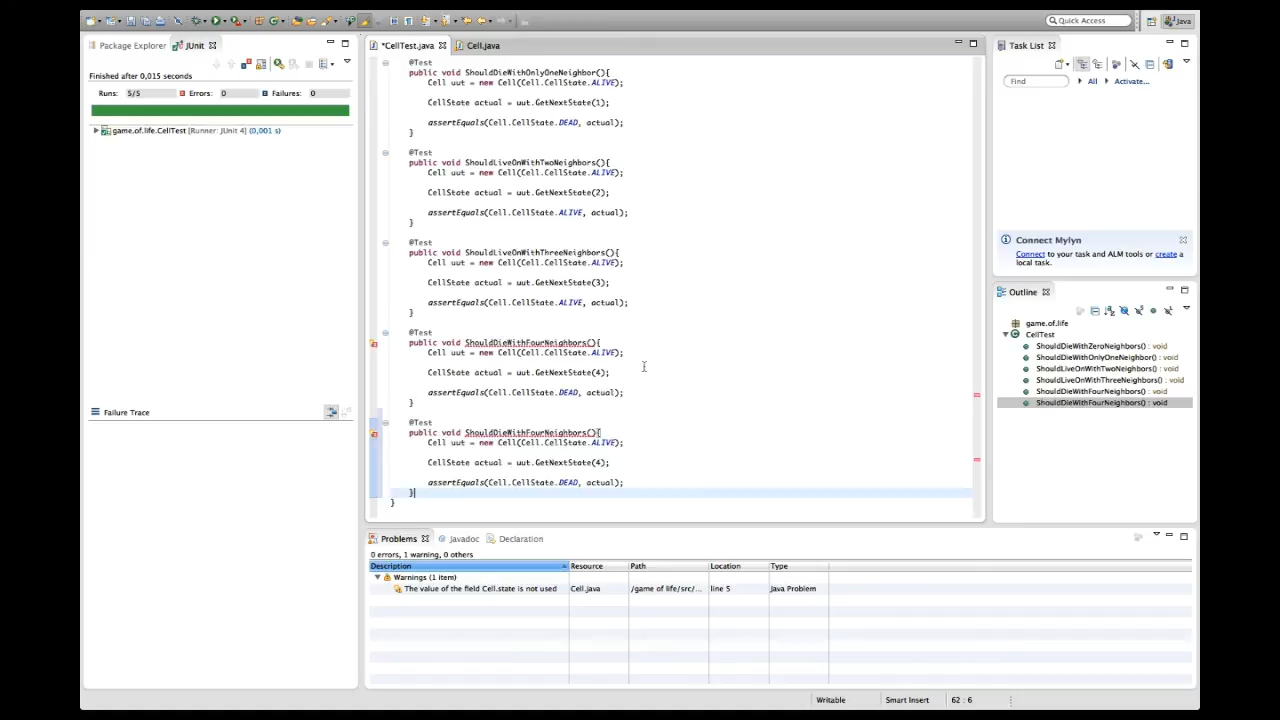 Quick Access
Java
Package Explorer
JUnit
*CellTest.java
Cell.java
Task List
Finished after 0,015 seconds
Runs: 5/5
Errors: 0
Failures: 0
game.of.life.CellTest [Runner: JUnit 4] (0,001 s)
Failure Trace
@Test
public void ShouldDieWithOnlyOneNeighbor(){
Cell uut = new Cell(Cell.CellState.ALIVE);
CellState actual = uut.GetNextState(1);
assertEquals(Cell.CellState.DEAD, actual);
}
@Test
public void ShouldLiveOnWithTwoNeighbors(){
Cell uut = new Cell(Cell.CellState.ALIVE);
CellState actual = uut.GetNextState(2);
assertEquals(Cell.CellState.ALIVE, actual);
}
@Test
public void ShouldLiveOnWithThreeNeighbors(){
Cell uut = new Cell(Cell.CellState.ALIVE);
CellState actual = uut.GetNextState(3);
assertEquals(Cell.CellState.ALIVE, actual);
}
@Test
public void ShouldDieWithFourNeighbors(){
Cell uut = new Cell(Cell.CellState.ALIVE);
CellState actual = uut.GetNextState(4);
assertEquals(Cell.CellState.DEAD, actual);
}
@Test
public void ShouldDieWithFourNeighbors(){
Cell uut = new Cell(Cell.CellState.ALIVE);
CellState actual = uut.GetNextState(4);
assertEquals(Cell.CellState.DEAD, actual);
}
}
Find
All
Activate...
Connect Mylyn
Connect to your task and ALM tools or create a
local task.
Outline
game.of.life
CellTest
ShouldDieWithZeroNeighbors() : void
ShouldDieWithOnlyOneNeighbor() : void
ShouldLiveOnWithTwoNeighbors() : void
ShouldLiveOnWithThreeNeighbors() : void
ShouldDieWithFourNeighbors() : void
ShouldDieWithFourNeighbors() : void
Problems
Javadoc
Declaration
0 errors, 1 warning, 0 others
Description
Resource
Path
Location
Type
Warnings (1 item)
The value of the field Cell.state is not used
Cell.java
/game of life/src/...
line 5
Java Problem
Writable
Smart Insert
62 : 6